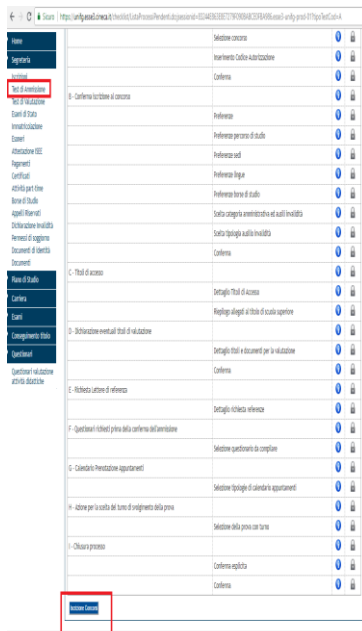 Sicuro
Home
Segreteria
Iscrizioni
Test di Ammissione
Test di Valutazione
Esami di Stato
Immatricolazione
Esoneri
Attestazione ISEE
Pagamenti
Certificati
Attività part-time
Borse di Studio
Appelli Riservati
Dichiarazione Invalidità
Permessi di soggiorno
Documenti di identità
Documenti
Piano di Studio
Carriera
Esami
Conseguimento titolo
Questionari
Questionari valutazione
attività didattiche
Selezione concorso
Inserimento Codice Autorizzazione
Conferma
B - Conferma iscrizione al concorso
Preferenze
Preferenze percorso di studio
Preferenze sedi
Preferenze lingue
Preferenze borse di studio
Scelta categoria amministrativa ed ausili invalidità
Scelta tipologia ausilio invalidità
Conferma
C - Titoli di accesso
Dettaglio Titoli di Accesso
Riepilogo allegati al titolo di scuola superiore
D - Dichiarazione eventuali titoli di valutazione
Dettaglio titoli e documenti per la valutazione
Conferma
E - Richiesta Lettere di referenza
Dettaglio richiesta referenze
F - Questionari richiesti prima della conferma dell'ammissione
Selezione questionario da compilare
G - Calendario Prenotazione Appuntamenti
Selezione tipologie di calendario appuntamenti
H - Azione per la scelta del turno di svolgimento della prova
Selezione della prova con turno
I - Chiusura processo
Conferma esplicita
Conferma
Iscrizione Concorsi